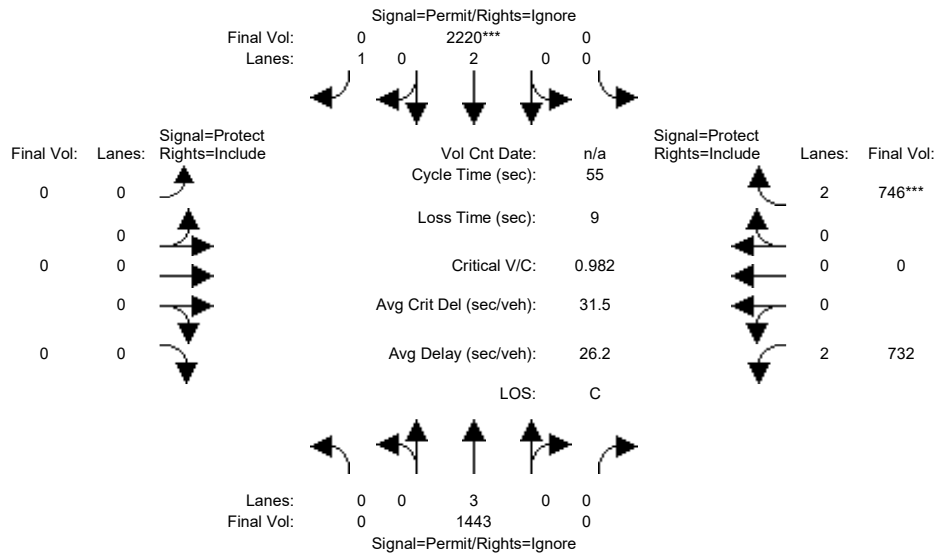 Signal=Permit/Rights=Ignore
Final Vol: 0 2220*** 0
Lanes: 1 0 2 0 0
Signal=Protect Signal=Protect
Final Vol: Lanes: Rights=Include Vol Cnt Date: n/a Rights=Include Lanes: Final Vol:
Cycle Time (sec): 55
0 0 2 746***
Loss Time (sec): 9
0 0
0 0 Critical V/C: 0.982 0 0
0 Avg Crit Del (sec/veh): 31.5 0
0 0 Avg Delay (sec/veh): 26.2 2 732
LOS: C
Lanes: 0 0 3 0 0
Final Vol: 0 1443 0
Signal=Permit/Rights=Ignore